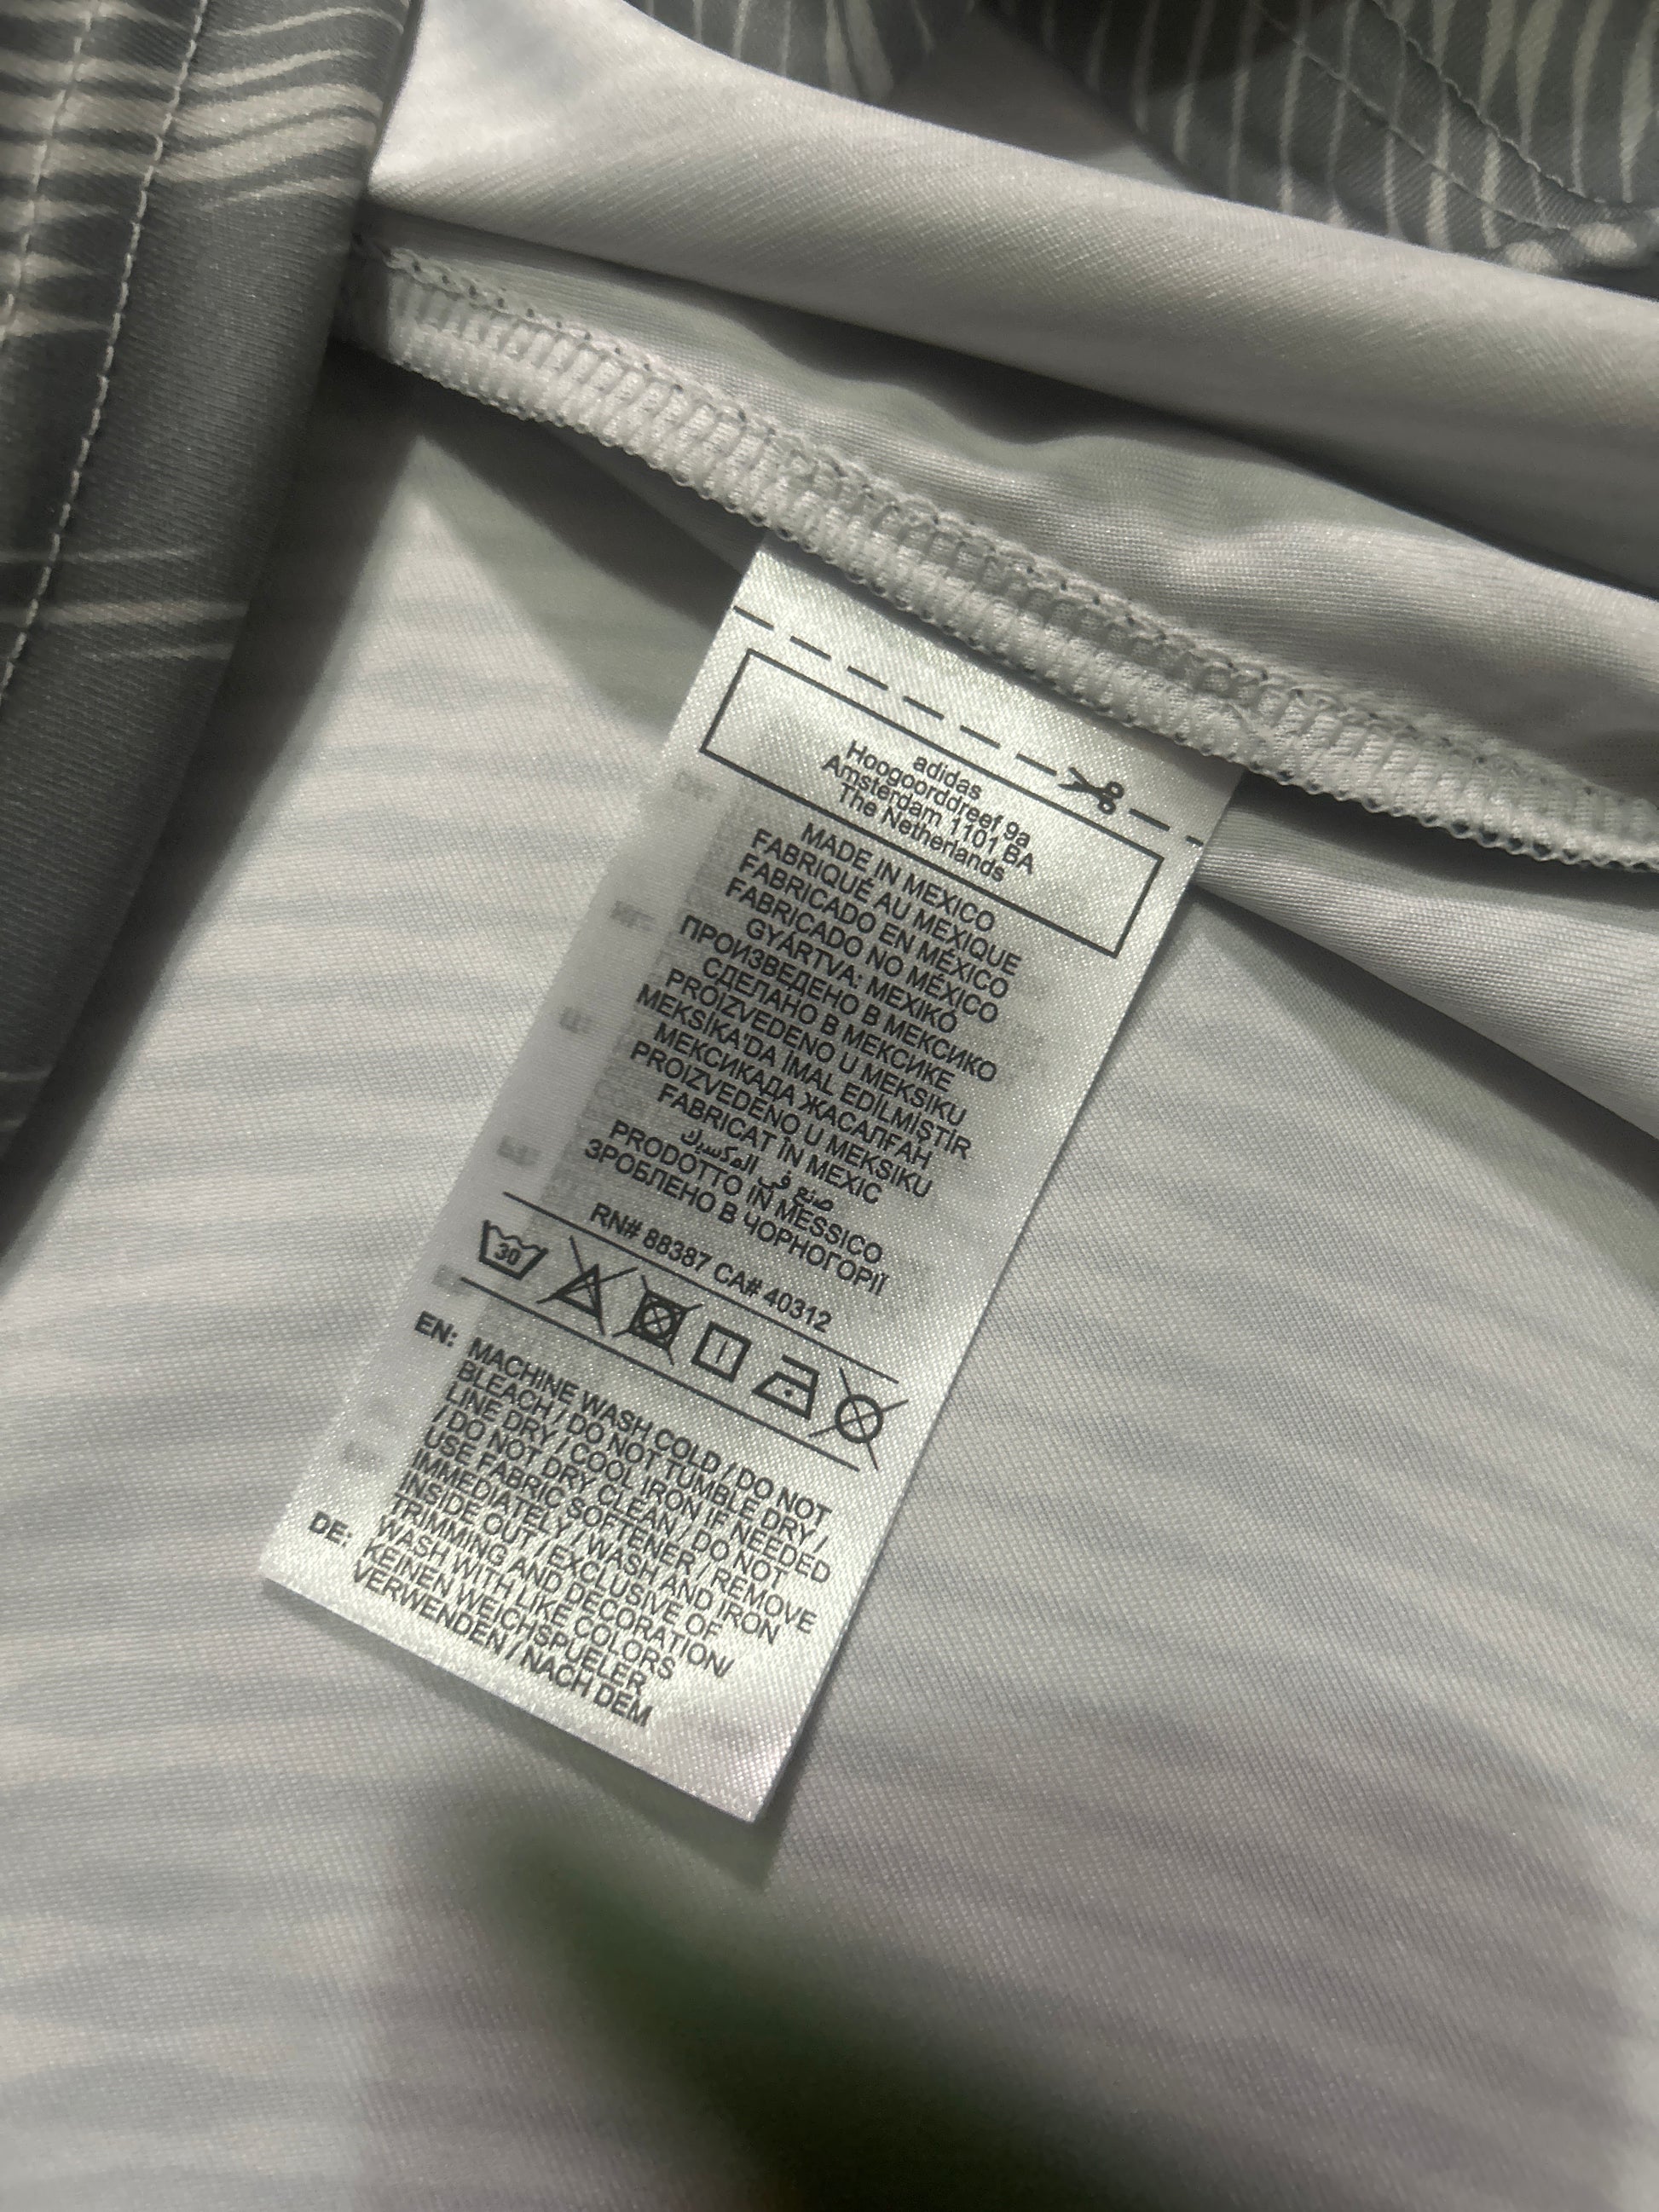 adidas
Hoogoorddreef 9a
Amsterdam 1101 BA
The Netherlands
MADE IN MEXICO
FABRIQUÉ AU MEXIQUE
FABRICADO EN MÉXICO
FABRICADO NO MÉXICO
GYÁRTVA: MEXIKÓ
ПРОИЗВЕДЕНО В МЕКСИКО
СДЕЛАНО В МЕКСИКЕ
PROIZVEDENO U MEKSIKU
MEKSİKA'DA İMAL EDİLMİŞTİR
МЕКСИКАДА ЖАСАЛҒАН
PROIZVEDENO U MEKSIKU
FABRICAT ÎN MEXIC
صنع في المكسيك
PRODOTTO IN MESSICO
ЗРОБЛЕНО В ЧОРНОГОРІЇ
RN# 88387 CA# 40312
30
EN: MACHINE WASH COLD / DO NOT
BLEACH / DO NOT TUMBLE DRY /
LINE DRY / COOL IRON IF NEEDED
/ DO NOT DRY CLEAN / DO NOT
USE FABRIC SOFTENER / REMOVE
IMMEDIATELY / WASH AND IRON
INSIDE OUT / EXCLUSIVE OF
TRIMMING AND DECORATION/
WASH WITH LIKE COLORS
DE: KEINEN WEICHSPUELER
VERWENDEN / NACH DEM